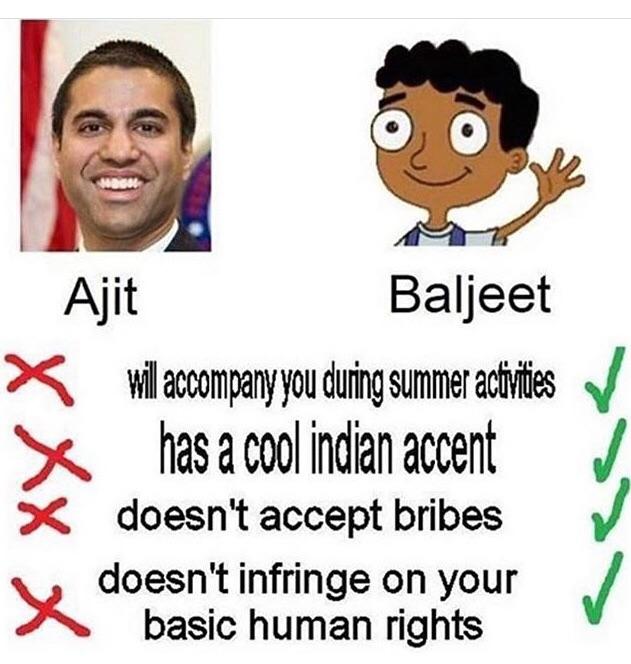 Ajit
Baljeet
will accompany you during summer activities
has a cool indian accent
doesn't accept bribes
doesn't infringe on your
basic human rights